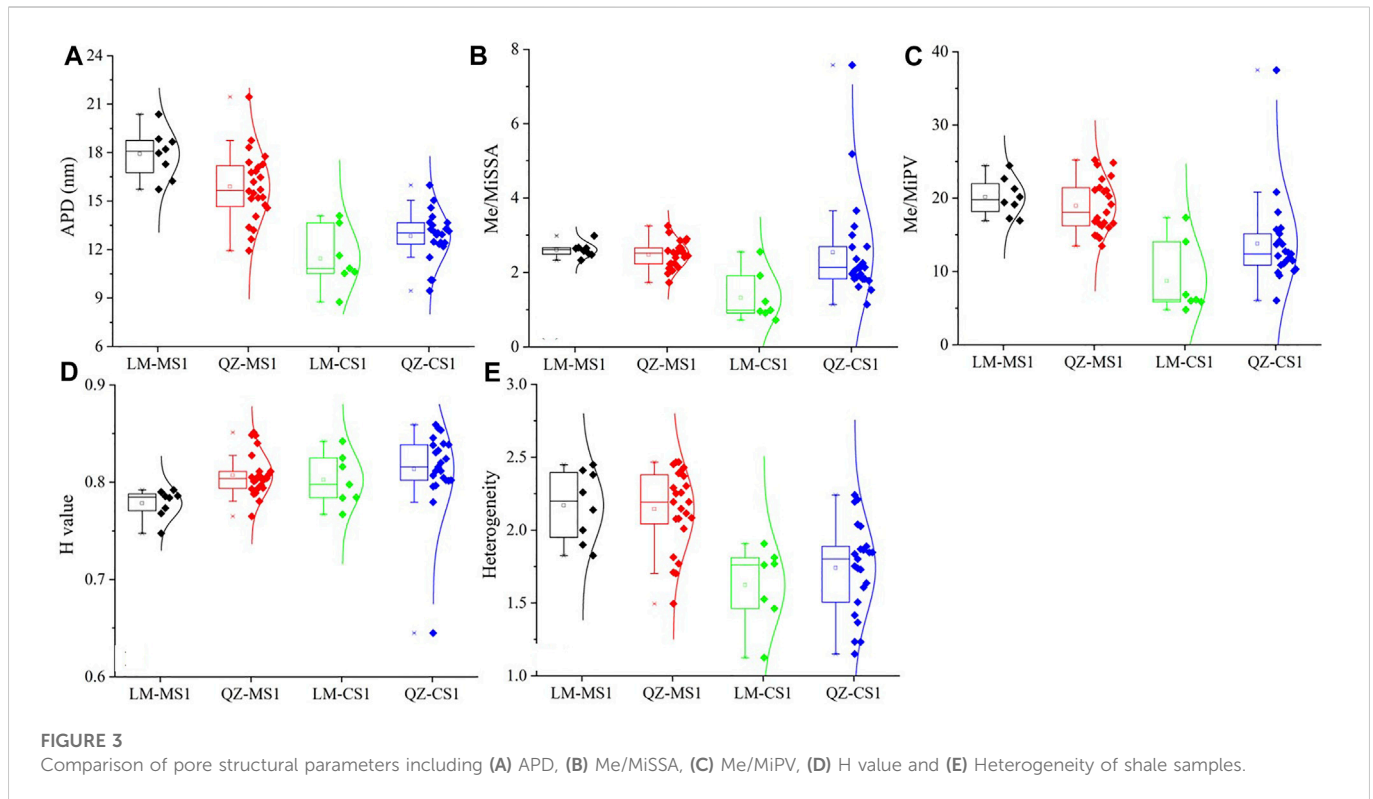 A
B
C
24
21
18
15
12
9
6
APD (nm)
LM-MS1 QZ-MS1 LM-CS1 QZ-CS1
8
6
4
2
0
Me/MiSSA
LM-MS1 QZ-MS1 LM-CS1 QZ-CS1
40
30
20
10
0
Me/MiPV
LM-MS1 QZ-MS1 LM-CS1 QZ-CS1
D
E
0.9
0.8
0.7
0.6
H value
LM-MS1 QZ-MS1 LM-CS1 QZ-CS1
3.0
2.5
2.0
1.5
1.0
Heterogeneity
LM-MS1 QZ-MS1 LM-CS1 QZ-CS1
FIGURE 3
Comparison of pore structural parameters including (A) APD, (B) Me/MiSSA, (C) Me/MiPV, (D) H value and (E) Heterogeneity of shale samples.